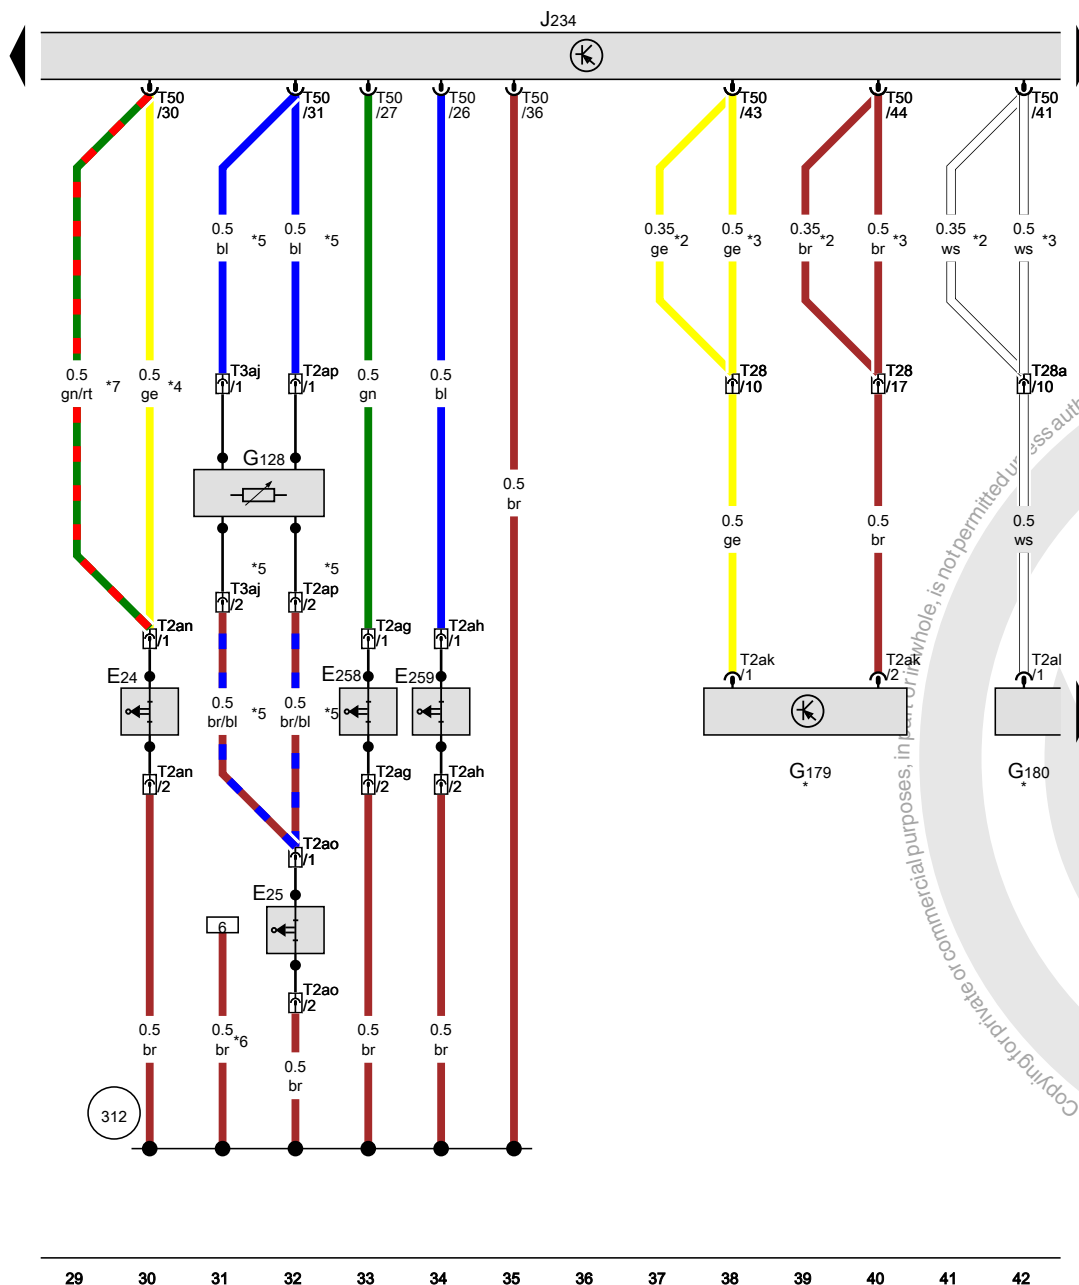 J234
T50 T50 T50 T50 T50 T50 T50 T50
/30 /31 /27 /26 /36 /43 /44 /41
0.5 *5 0.5 *5 0.35 *2 0.5 *3 0.35 *2 0.5 *3 0.35 *2 0.5 *3
bl bl ge ge br br ws ws
T3aj T2ap T28 T28 T28a
/1 /1 /10 /17 /10
0.5 *7 0.5 *4 0.5 0.5
gn/rt ge gn bl
G128
0.5 0.5 0.5 0.5
br ge br ws
*5 *5
T3aj T2ap
/2 /2
T2an T2ag T2ah
/1 /1 /1
T2ak T2ak T2al
/1 /2 /1
E24 E258 E259
0.5 *5 0.5 *5
br/bl br/bl
T2an T2ag T2ah
/2 /2 /2
G179 G180
* *
T2ao
/1
E25
6
T2ao
/2
0.5 0.5 *6 0.5 0.5
br br br br
0.5
br
312
29 30 31 32 33 34 35 36 37 38 39 40 41 42
Copying for private or commercial purposes, in part or in whole, is not permitted